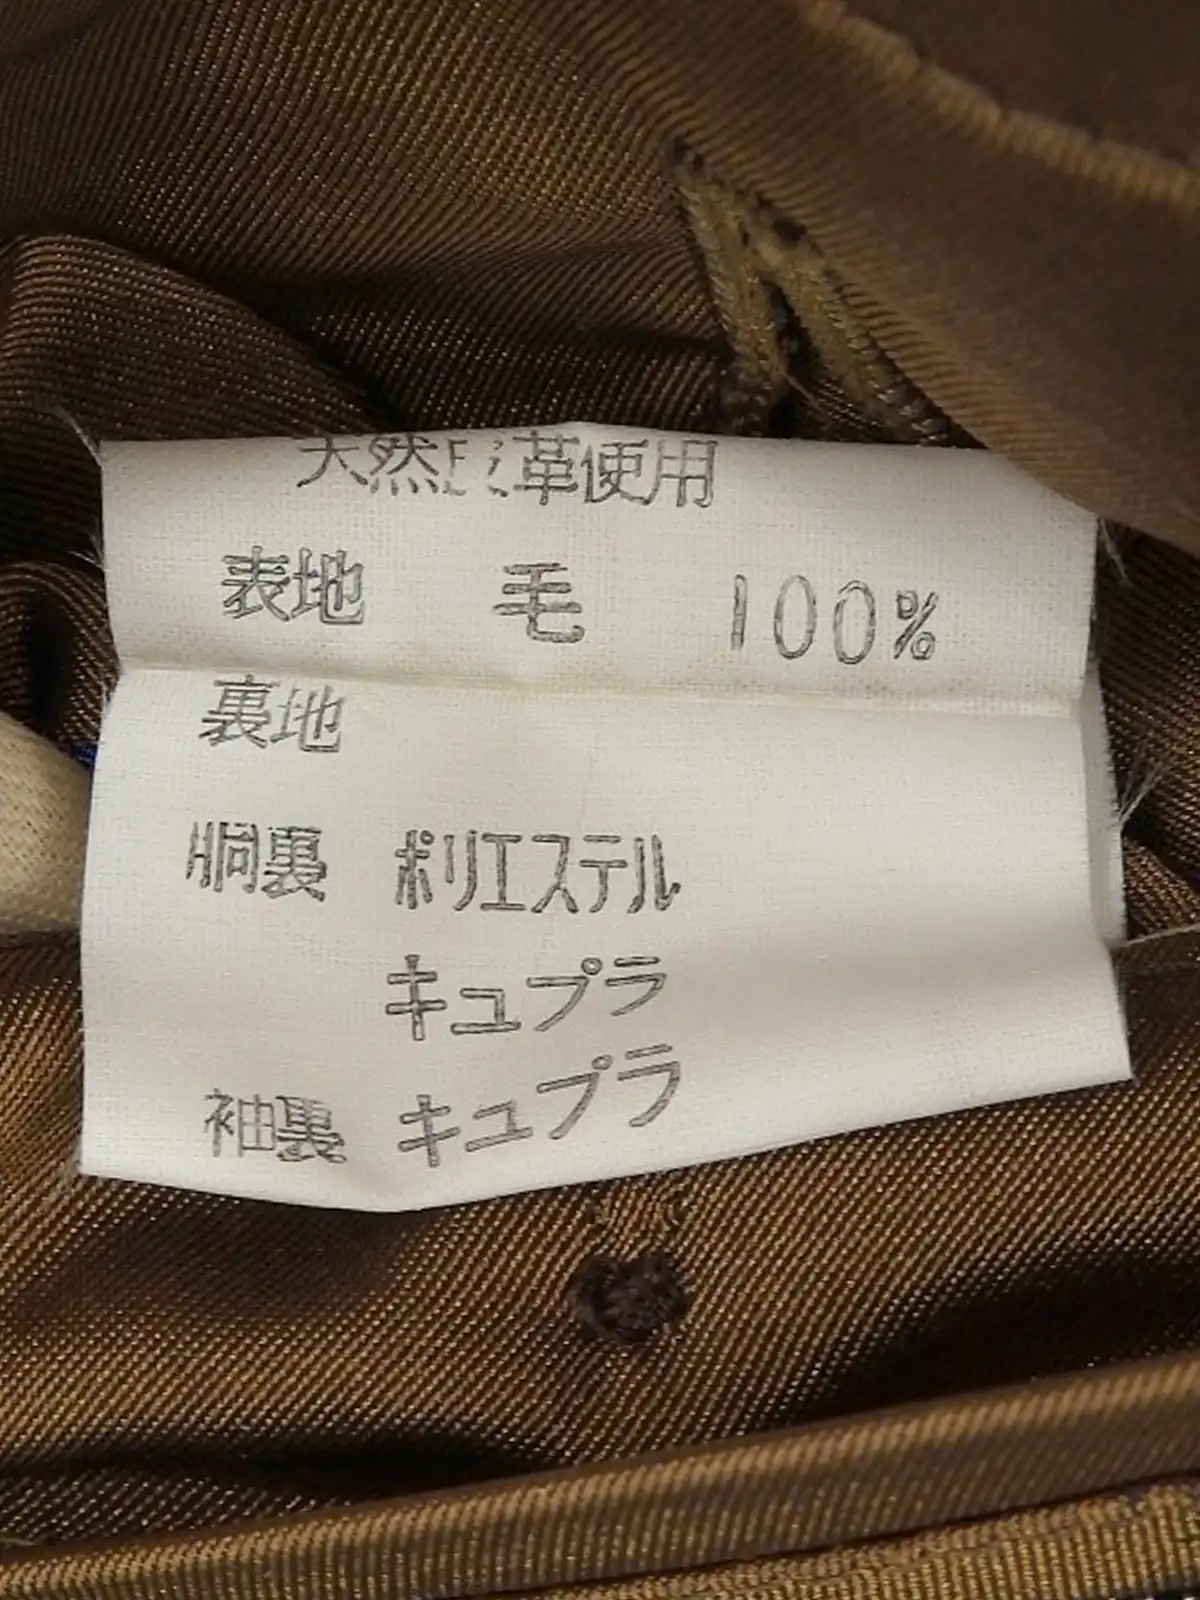 天然皮革使用
表地 毛 100%
裏地
胴裏 ポリエステル
キュプラ
袖裏 キュプラ